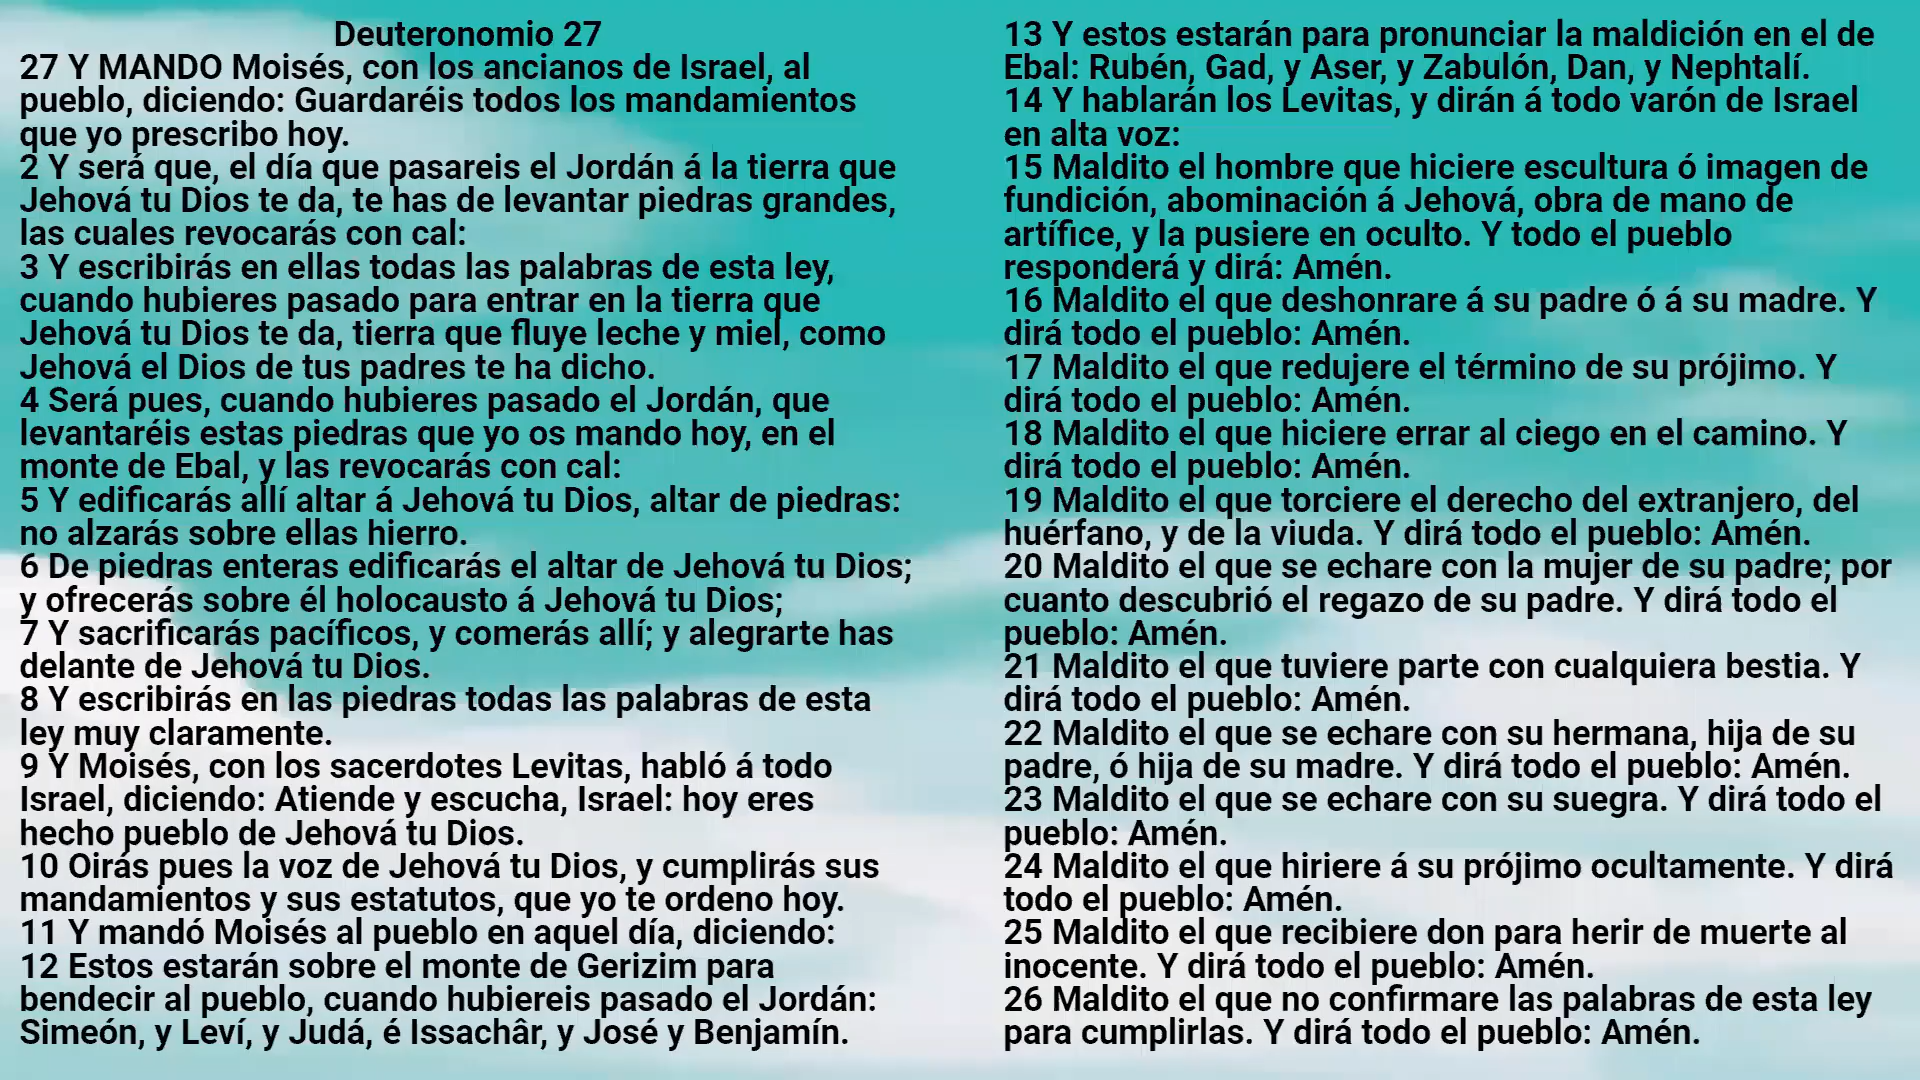 Deuteronomio 27
27 Y MANDO Moisés, con los ancianos de Israel, al
pueblo, diciendo: Guardaréis todos los mandamientos
que yo prescribo hoy.
2 Y será que, el día que pasareis el Jordán á la tierra que
Jehová tu Dios te da, te has de levantar piedras grandes,
las cuales revocarás con cal:
3 Y escribirás en ellas todas las palabras de esta ley,
cuando hubieres pasado para entrar en la tierra que
Jehová tu Dios te da, tierra que fluye leche y miel, como
Jehová el Dios de tus padres te ha dicho.
4 Será pues, cuando hubieres pasado el Jordán, que
levantaréis estas piedras que yo os mando hoy, en el
monte de Ebal, y las revocarás con cal:
5 Y edificarás allí altar á Jehová tu Dios, altar de piedras:
no alzarás sobre ellas hierro.
6 De piedras enteras edificarás el altar de Jehová tu Dios;
y ofrecerás sobre él holocausto á Jehová tu Dios;
7 Y sacrificarás pacíficos, y comerás allí; y alegrarte has
delante de Jehová tu Dios.
8 Y escribirás en las piedras todas las palabras de esta
ley muy claramente.
9 Y Moisés, con los sacerdotes Levitas, habló á todo
Israel, diciendo: Atiende y escucha, Israel: hoy eres
hecho pueblo de Jehová tu Dios.
10 Oirás pues la voz de Jehová tu Dios, y cumplirás sus
mandamientos y sus estatutos, que yo te ordeno hoy.
11 Y mandó Moisés al pueblo en aquel día, diciendo:
12 Estos estarán sobre el monte de Gerizim para
bendecir al pueblo, cuando hubiereis pasado el Jordán:
Simeón, y Leví, y Judá, é Issachâr, y José y Benjamín.
13 Y estos estarán para pronunciar la maldición en el de
Ebal: Rubén, Gad, y Aser, y Zabulón, Dan, y Nephtalí.
14 Y hablarán los Levitas, y dirán á todo varón de Israel
en alta voz:
15 Maldito el hombre que hiciere escultura ó imagen de
fundición, abominación á Jehová, obra de mano de
artífice, y la pusiere en oculto. Y todo el pueblo
responderá y dirá: Amén.
16 Maldito el que deshonrare á su padre ó á su madre. Y
dirá todo el pueblo: Amén.
17 Maldito el que redujere el término de su prójimo. Y
dirá todo el pueblo: Amén.
18 Maldito el que hiciere errar al ciego en el camino. Y
dirá todo el pueblo: Amén.
19 Maldito el que torciere el derecho del extranjero, del
huérfano, y de la viuda. Y dirá todo el pueblo: Amén.
20 Maldito el que se echare con la mujer de su padre; por
cuanto descubrió el regazo de su padre. Y dirá todo el
pueblo: Amén.
21 Maldito el que tuviere parte con cualquiera bestia. Y
dirá todo el pueblo: Amén.
22 Maldito el que se echare con su hermana, hija de su
padre, ó hija de su madre. Y dirá todo el pueblo: Amén.
23 Maldito el que se echare con su suegra. Y dirá todo el
pueblo: Amén.
24 Maldito el que hiriere á su prójimo ocultamente. Y dirá
todo el pueblo: Amén.
25 Maldito el que recibiere don para herir de muerte al
inocente. Y dirá todo el pueblo: Amén.
26 Maldito el que no confirmare las palabras de esta ley
para cumplirlas. Y dirá todo el pueblo: Amén.